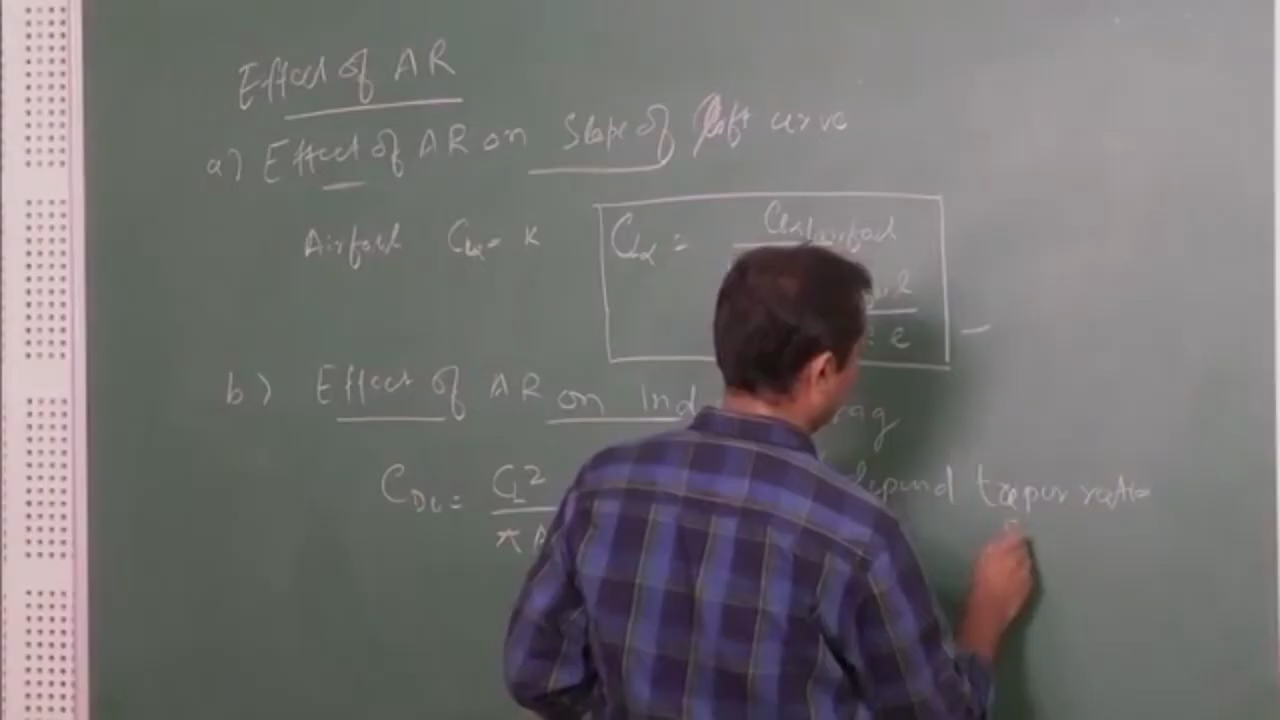 Effect of AR
a) Effect of AR on Slope of lift curve
Airfoil CLα = K
CLα =
e
b) Effect of AR on Ind rag
CDi = CL²
π A
depend taper ratio